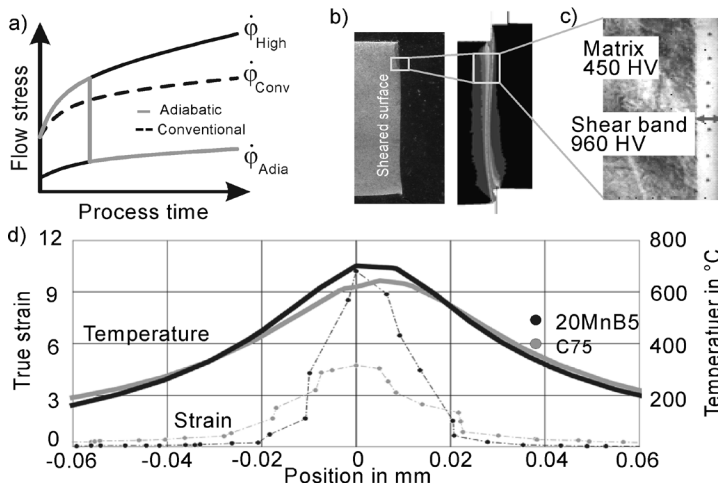 a)
Flow stress
Process time
φ̇High
φ̇Conv
φ̇Adia
Adiabatic
Conventional
b)
Sheared surface
c)
Matrix
450 HV
Shear band
960 HV
d)
12
9
6
3
0
True strain
800
600
400
200
Temperatuer in °C
Temperature
Strain
20MnB5
C75
-0.06 -0.04 -0.02 0 0.02 0.04 0.06
Position in mm